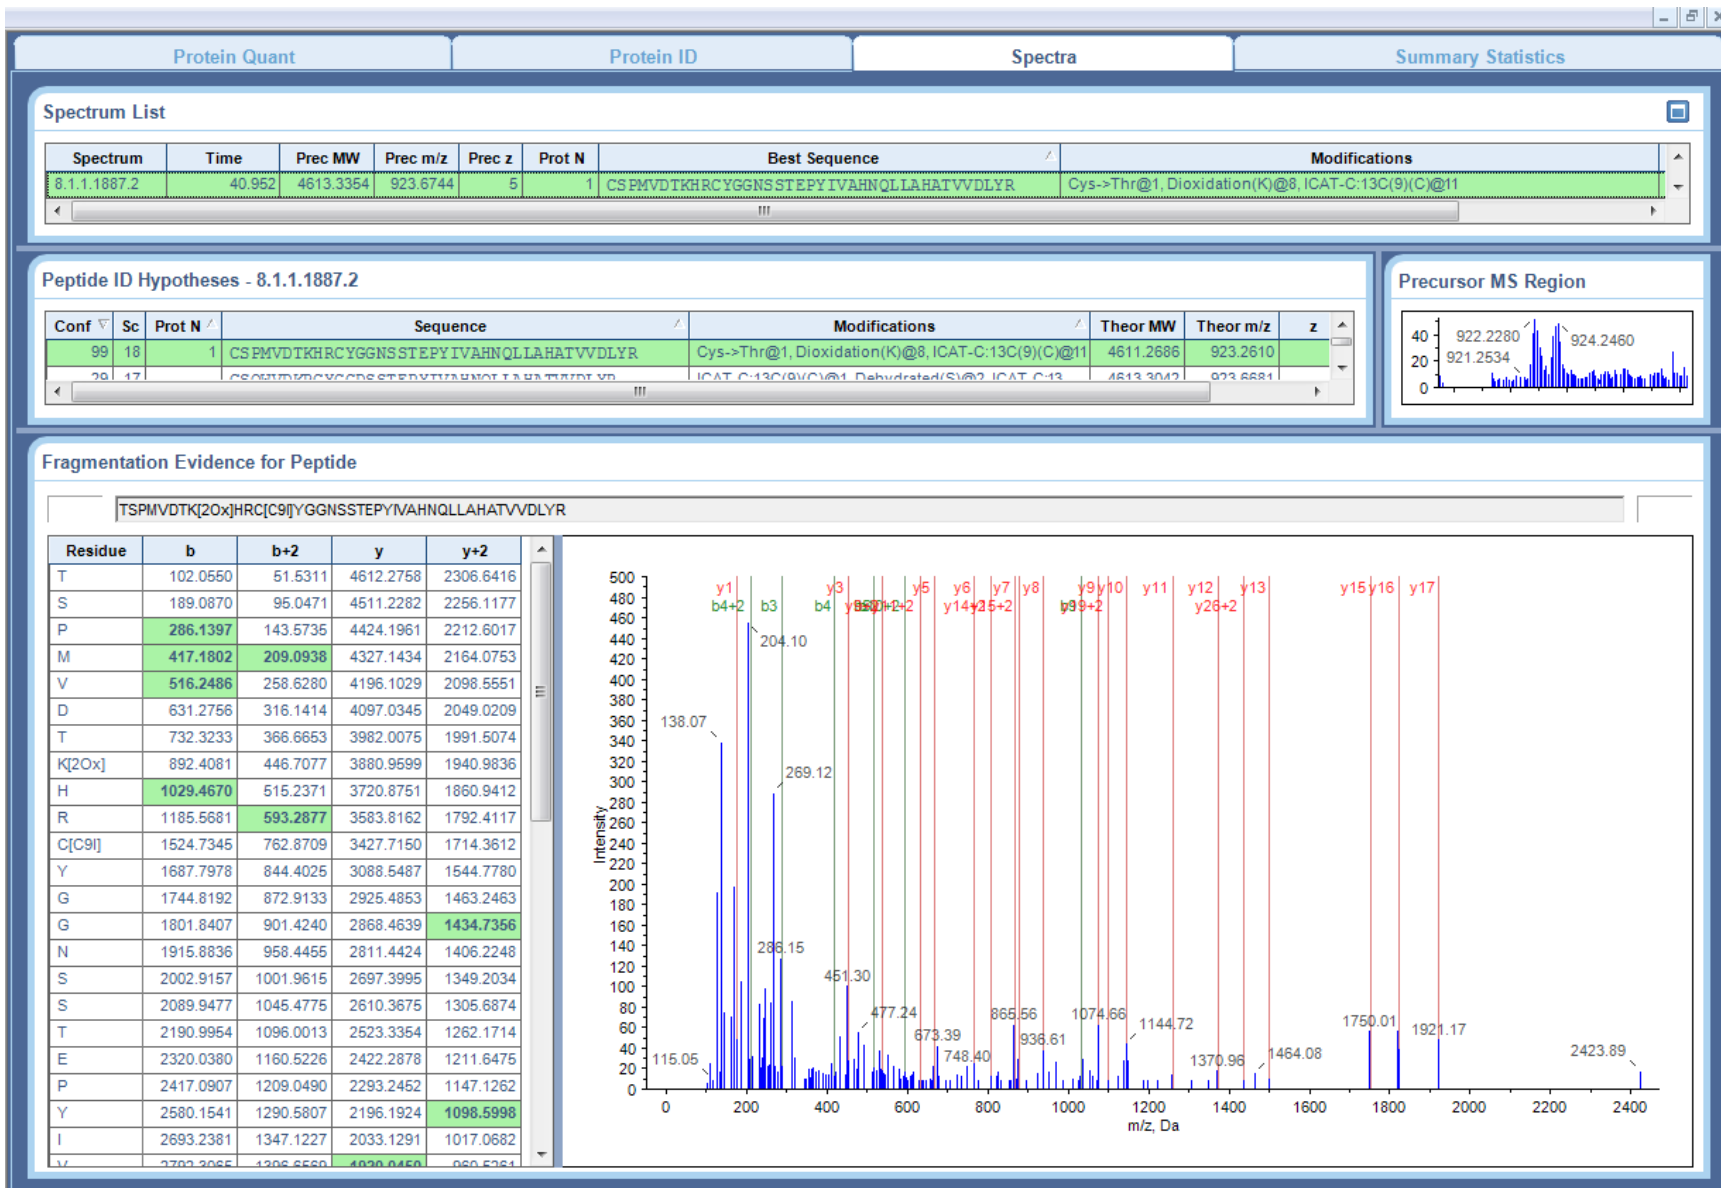 Protein Quant Protein ID Spectra Summary Statistics
Spectrum List
Spectrum Time Prec MW Prec m/z Prec z Prot N Best Sequence Modifications
8.1.1.1887.2 40.952 4613.3354 923.6744 5 1 CSPMVDTKHRCYGGNSSTEPYIVAHNQLLAHATVVDLYR Cys->Thr@1, Dioxidation(K)@8, ICAT-C:13C(9)(C)@11
Peptide ID Hypotheses - 8.1.1.1887.2
Conf Sc Prot N Sequence Modifications Theor MW Theor m/z z
99 18 1 CSPMVDTKHRCYGGNSSTEPYIVAHNQLLAHATVVDLYR Cys->Thr@1, Dioxidation(K)@8, ICAT-C:13C(9)(C)@11 4611.2686 923.2610
29 17 4613.3042 923.6681
Precursor MS Region
40
20
0
922.2280
921.2534
924.2460
Fragmentation Evidence for Peptide
TSPMVDTK[2Ox]HRC[C9I]YGGNSSTEPYIVAHNQLLAHATVVDLYR
Residue b b+2 y y+2
T 102.0550 51.5311 4612.2758 2306.6416
S 189.0870 95.0471 4511.2282 2256.1177
P 286.1397 143.5735 4424.1961 2212.6017
M 417.1802 209.0938 4327.1434 2164.0753
V 516.2486 258.6280 4196.1029 2098.5551
D 631.2756 316.1414 4097.0345 2049.0209
T 732.3233 366.6653 3982.0075 1991.5074
K[2Ox] 892.4081 446.7077 3880.9599 1940.9836
H 1029.4670 515.2371 3720.8751 1860.9412
R 1185.5681 593.2877 3583.8162 1792.4117
C[C9I] 1524.7345 762.8709 3427.7150 1714.3612
Y 1687.7978 844.4025 3088.5487 1544.7780
G 1744.8192 872.9133 2925.4853 1463.2463
G 1801.8407 901.4240 2868.4639 1434.7356
N 1915.8836 958.4455 2811.4424 1406.2248
S 2002.9157 1001.9615 2697.3995 1349.2034
S 2089.9477 1045.4775 2610.3675 1305.6874
T 2190.9954 1096.0013 2523.3354 1262.1714
E 2320.0380 1160.5226 2422.2878 1211.6475
P 2417.0907 1209.0490 2293.2452 1147.1262
Y 2580.1541 1290.5807 2196.1924 1098.5998
I 2693.2381 1347.1227 2033.1291 1017.0682
Intensity
500
480
460
440
420
400
380
360
340
320
300
280
260
240
220
200
180
160
140
120
100
80
60
40
20
0
y1 y3 y5 y6 y7 y8 y9 y10 y11 y12 y13 y15 y16 y17
b4+2 b3 b4 y14+2 y15+2 b9 y19+2 y26+2
204.10
138.07
269.12
286.15
451.30
477.24
115.05
673.39
748.40
865.56
936.61
1074.66
1144.72
1370.96
1464.08
1750.01
1921.17
2423.89
0 200 400 600 800 1000 1200 1400 1600 1800 2000 2200 2400
m/z, Da